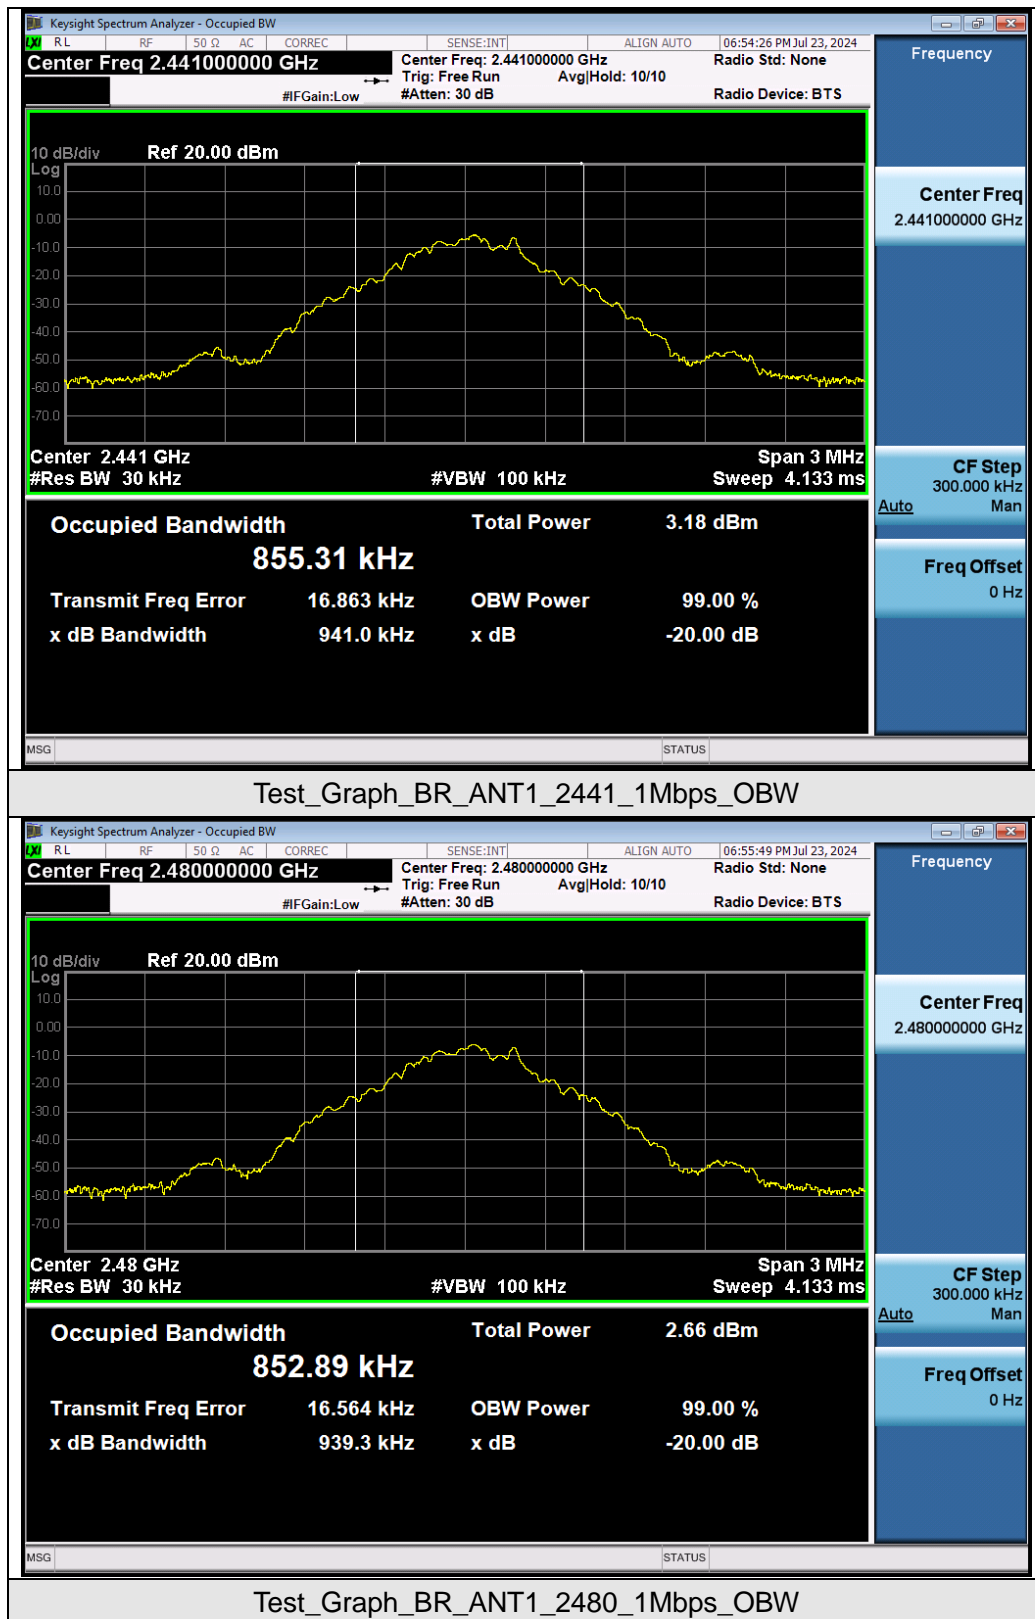 Keysight Spectrum Analyzer - Occupied BW
LXI RL RF 50 Ω AC CORREC SENSE:INT ALIGN AUTO 06:54:26 PM Jul 23, 2024
Center Freq 2.441000000 GHz
Center Freq: 2.441000000 GHz Radio Std: None
Trig: Free Run Avg|Hold: 10/10
#IFGain:Low #Atten: 30 dB Radio Device: BTS
Frequency
10 dB/div Ref 20.00 dBm
Log
10.0
0.00
-10.0
-20.0
-30.0
-40.0
-50.0
-60.0
-70.0
Center 2.441 GHz Span 3 MHz
#Res BW 30 kHz #VBW 100 kHz Sweep 4.133 ms
Center Freq
2.441000000 GHz
CF Step
300.000 kHz
Auto Man
Freq Offset
0 Hz
Occupied Bandwidth Total Power 3.18 dBm
855.31 kHz
Transmit Freq Error 16.863 kHz OBW Power 99.00 %
x dB Bandwidth 941.0 kHz x dB -20.00 dB
MSG STATUS
Test_Graph_BR_ANT1_2441_1Mbps_OBW
Keysight Spectrum Analyzer - Occupied BW
LXI RL RF 50 Ω AC CORREC SENSE:INT ALIGN AUTO 06:55:49 PM Jul 23, 2024
Center Freq 2.480000000 GHz
Center Freq: 2.480000000 GHz Radio Std: None
Trig: Free Run Avg|Hold: 10/10
#IFGain:Low #Atten: 30 dB Radio Device: BTS
Frequency
10 dB/div Ref 20.00 dBm
Log
10.0
0.00
-10.0
-20.0
-30.0
-40.0
-50.0
-60.0
-70.0
Center 2.48 GHz Span 3 MHz
#Res BW 30 kHz #VBW 100 kHz Sweep 4.133 ms
Center Freq
2.480000000 GHz
CF Step
300.000 kHz
Auto Man
Freq Offset
0 Hz
Occupied Bandwidth Total Power 2.66 dBm
852.89 kHz
Transmit Freq Error 16.564 kHz OBW Power 99.00 %
x dB Bandwidth 939.3 kHz x dB -20.00 dB
MSG STATUS
Test_Graph_BR_ANT1_2480_1Mbps_OBW